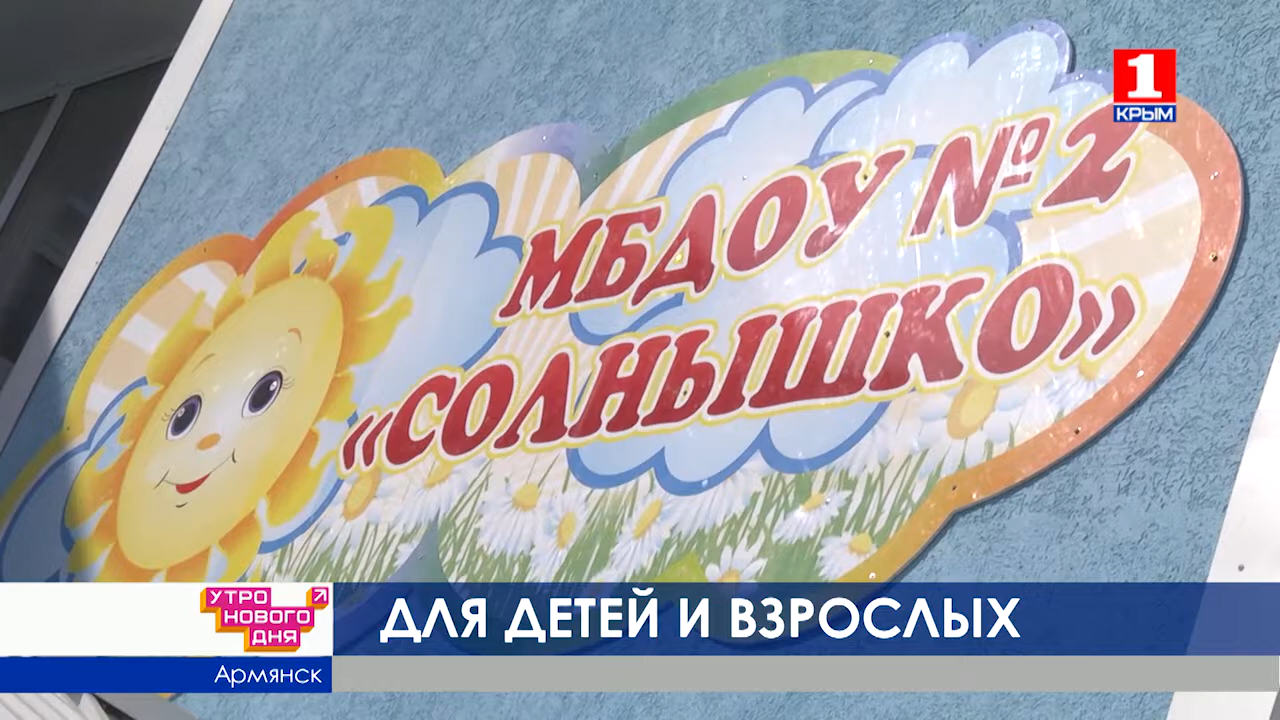 1
КРЫМ
МБДОУ № 2
«СОЛНЫШКО»
УТРО
НОВОГО
ДНЯ
ДЛЯ ДЕТЕЙ И ВЗРОСЛЫХ
Армянск